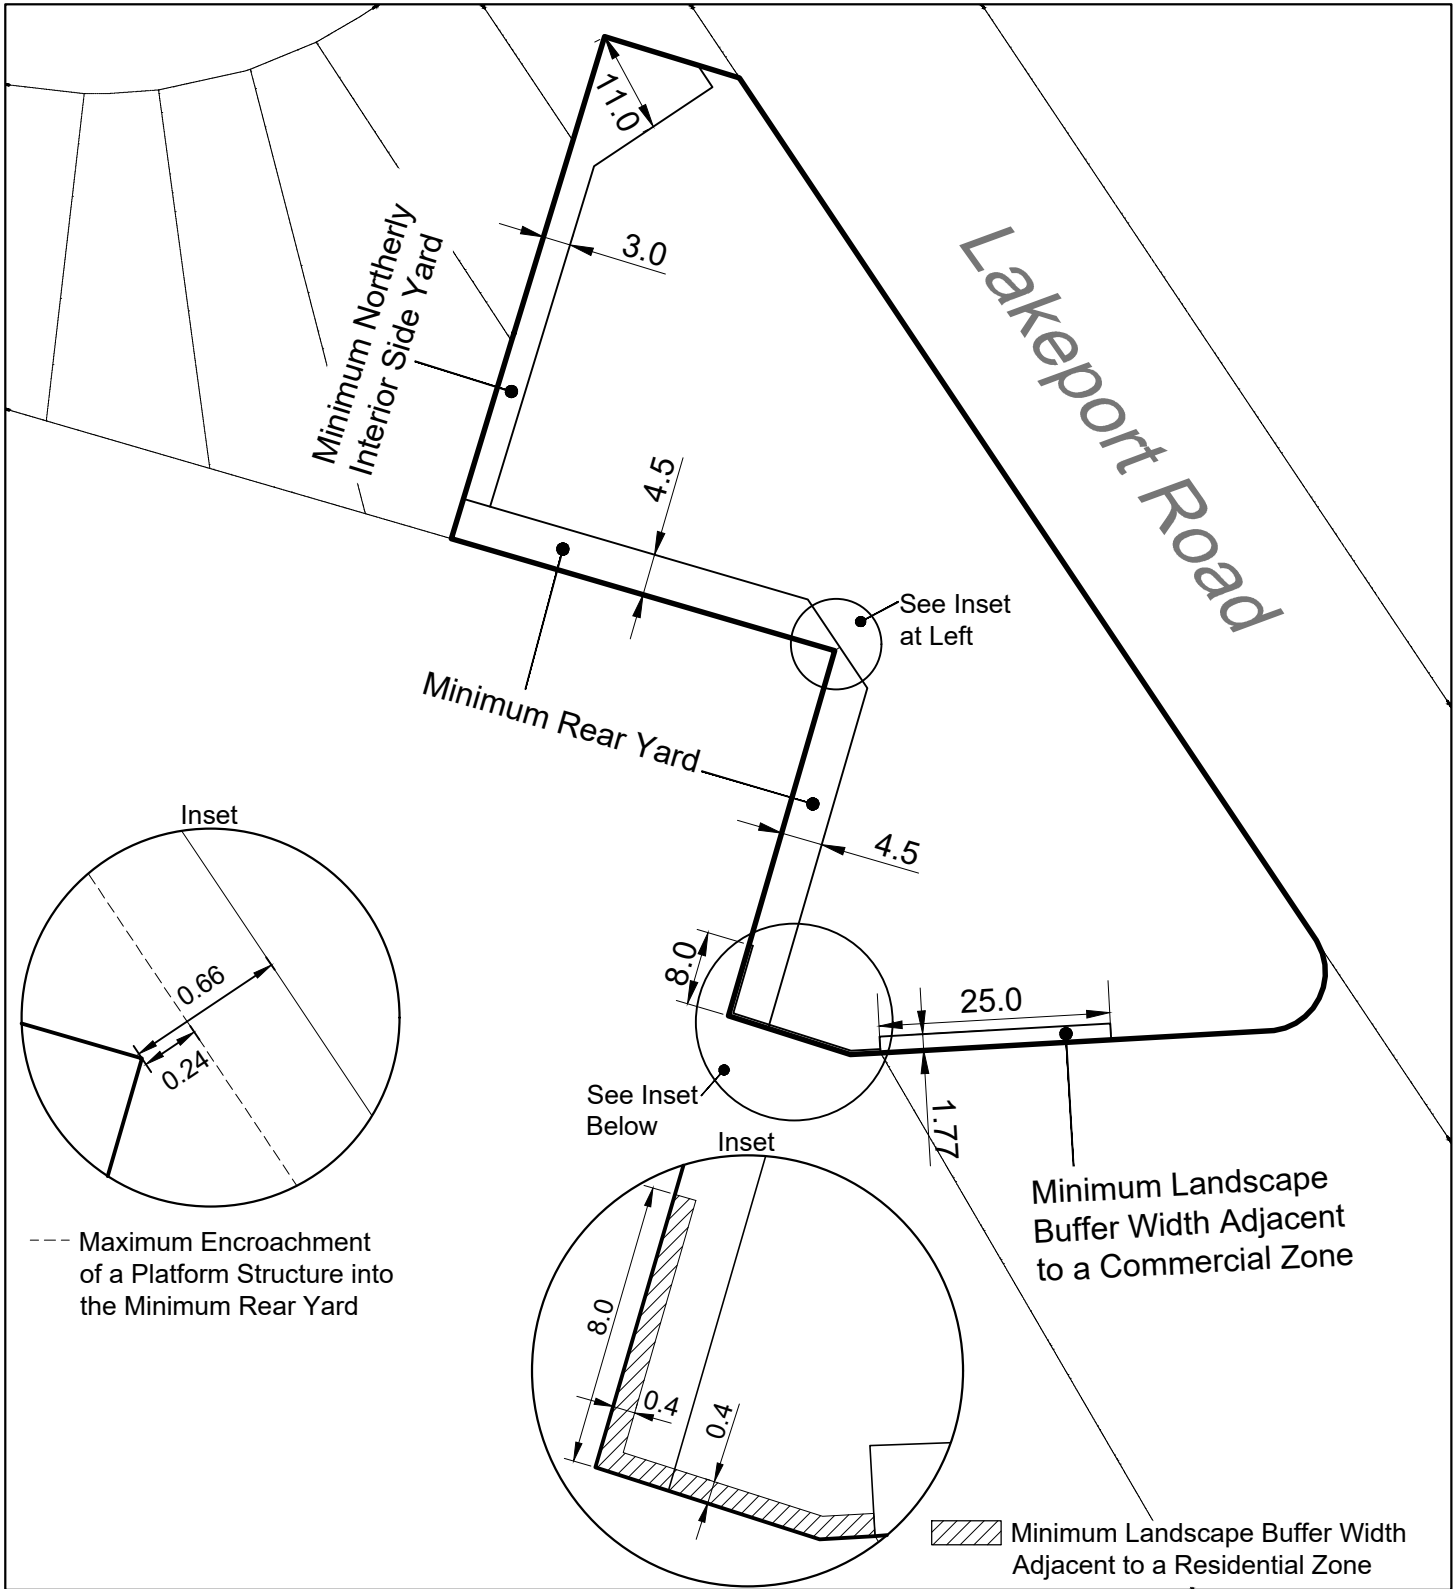 11.0
3.0
Minimum Northerly
Interior Side Yard
Lakeport Road
4.5
See Inset
at Left
Minimum Rear Yard
4.5
Inset
0.66
0.24
Maximum Encroachment
of a Platform Structure into
the Minimum Rear Yard
8.0
25.0
1.77
See Inset
Below
Minimum Landscape
Buffer Width Adjacent
to a Commercial Zone
Inset
8.0
0.4
0.4
Minimum Landscape Buffer Width
Adjacent to a Residential Zone